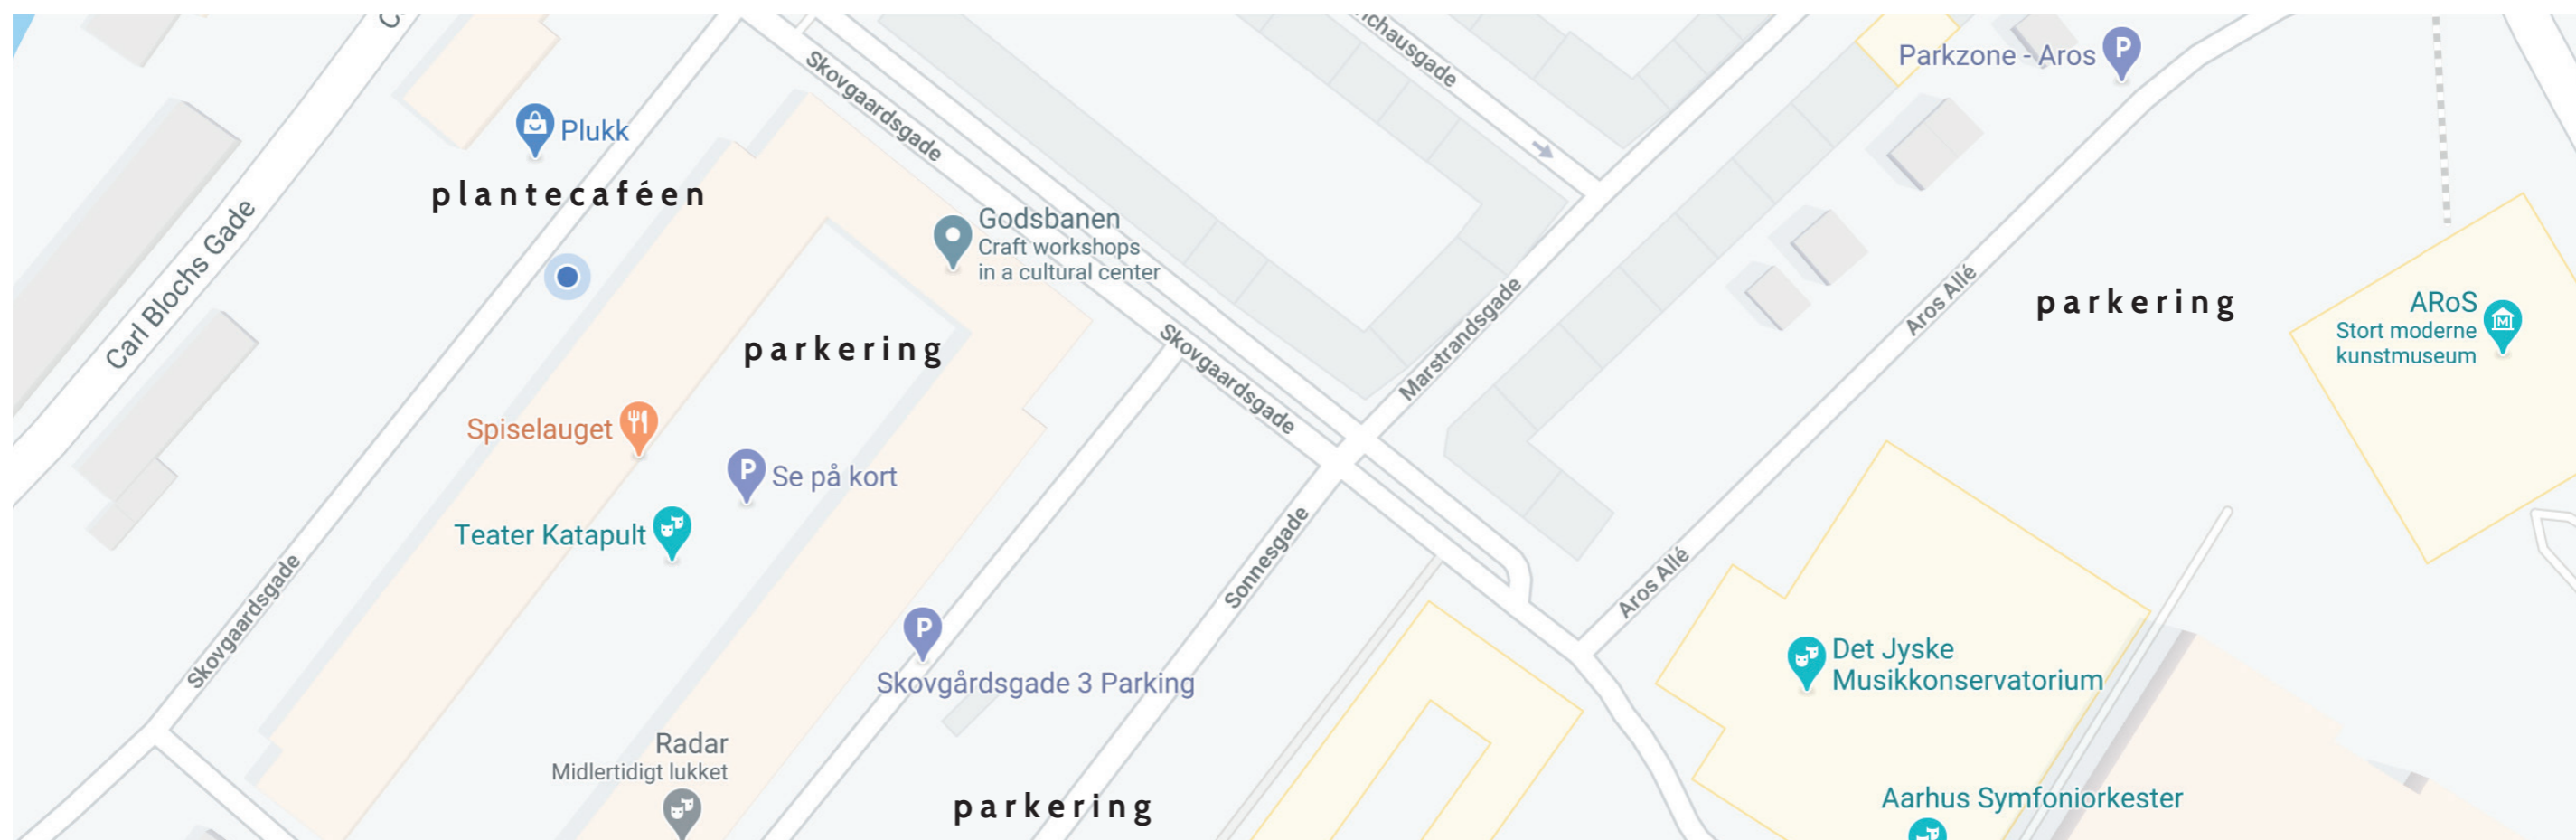 Skovgaardsgade
Parkzone - Aros
P
Plukk
plantecaféen
Carl Blochs Gade
Godsbanen
Craft workshops
in a cultural center
parkering
Skovgaardsgade
Marstrandsgade
Aros Allé
parkering
ARoS
Stort moderne
kunstmuseum
M
Spiselauget
P
Se på kort
Teater Katapult
Sonnesgade
Aros Allé
Skovgaardsgade
P
Skovgårdsgade 3 Parking
Det Jyske
Musikkonservatorium
Radar
Midlertidigt lukket
parkering
Aarhus Symfoniorkester